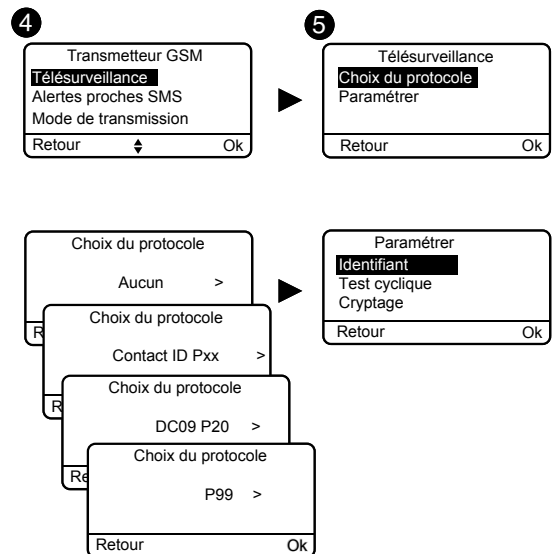 4
Transmetteur GSM
Télésurveillance
Alertes proches SMS
Mode de transmission
Retour Ok
5
Télésurveillance
Choix du protocole
Paramétrer
Retour Ok
Choix du protocole
Aucun >
R
Choix du protocole
Contact ID Pxx >
R
Choix du protocole
DC09 P20 >
Re
Choix du protocole
P99 >
Retour Ok
Paramétrer
Identifiant
Test cyclique
Cryptage
Retour Ok